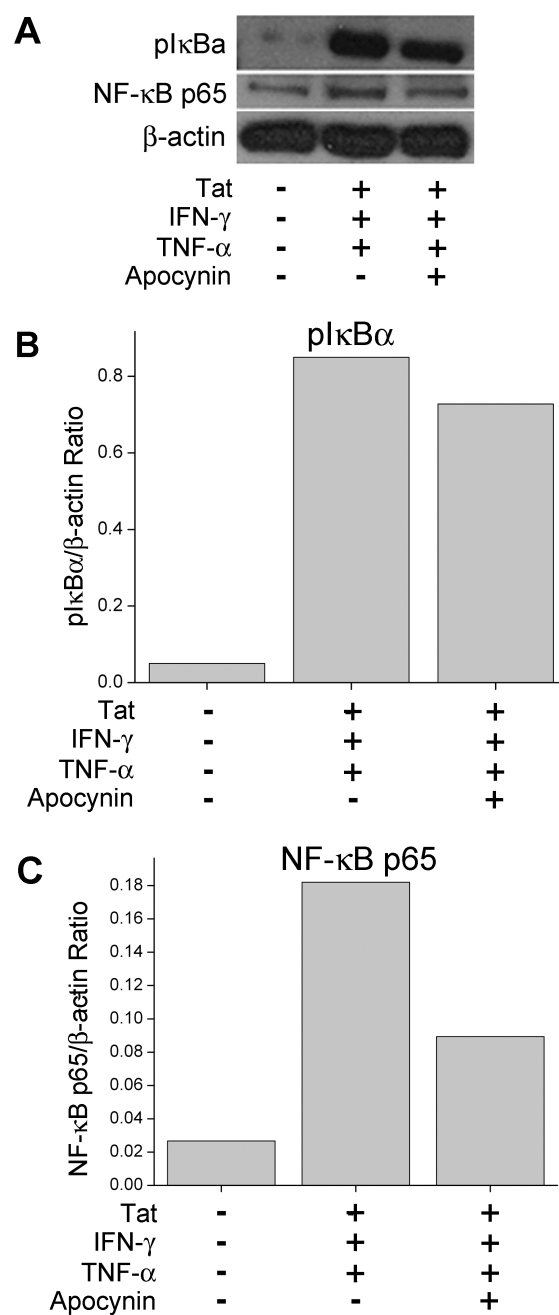 A
pIκBa
NF-κB p65
β-actin
Tat - + +
IFN-γ - + +
TNF-α - + +
Apocynin - - +
B
pIκBα
pIκBα/β-actin Ratio
0.8
0.6
0.4
0.2
0.0
Tat - + +
IFN-γ - + +
TNF-α - + +
Apocynin - - +
C
NF-κB p65
NF-κB p65/β-actin Ratio
0.18
0.16
0.14
0.12
0.10
0.08
0.06
0.04
0.02
0.00
Tat - + +
IFN-γ - + +
TNF-α - + +
Apocynin - - +